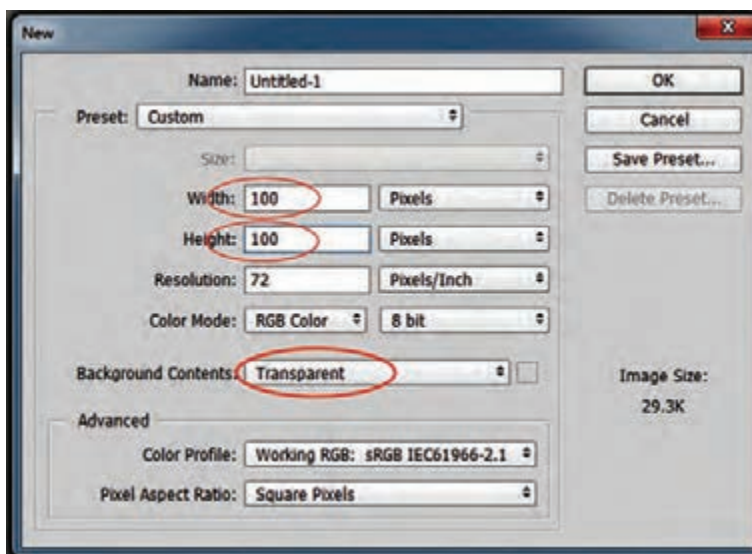 New
Name: Untitled-1
OK
Preset: Custom
Cancel
Size:
Save Preset...
Width: 100 Pixels
Delete Preset...
Height: 100 Pixels
Resolution: 72 Pixels/Inch
Color Mode: RGB Color 8 bit
Background Contents: Transparent
Image Size:
29.3K
Advanced
Color Profile: Working RGB: sRGB IEC61966-2.1
Pixel Aspect Ratio: Square Pixels